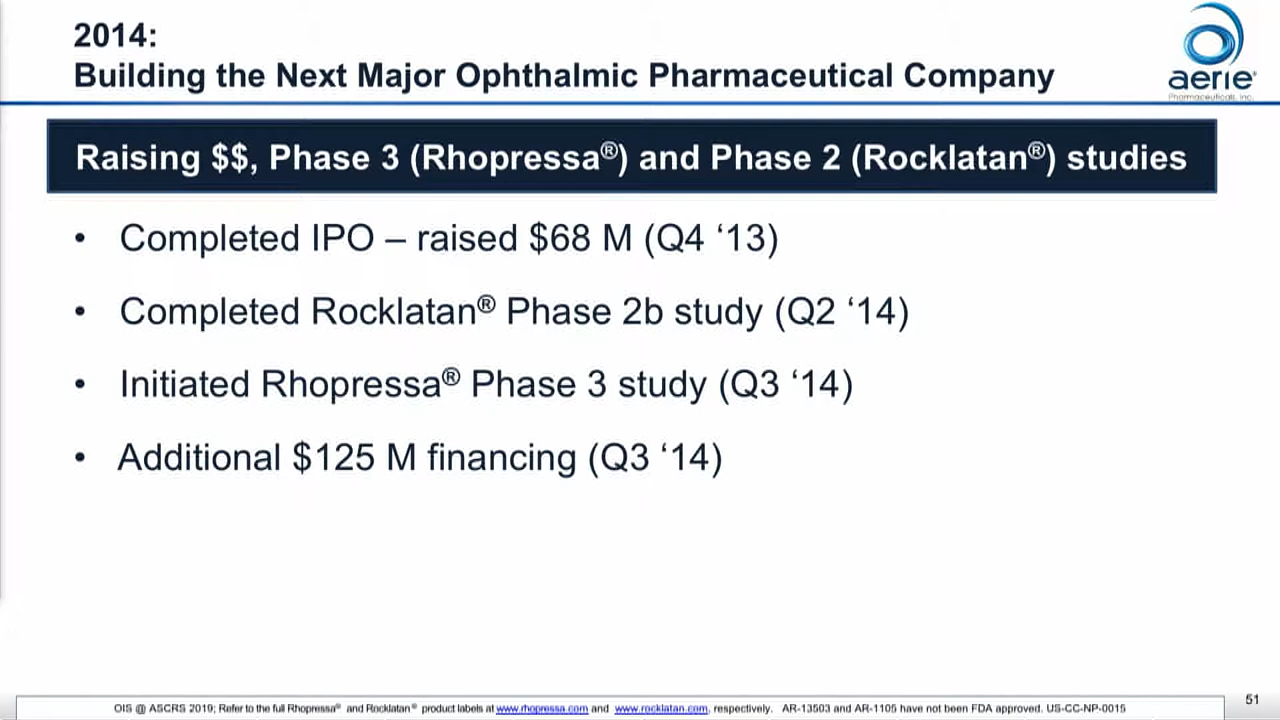 2014:
Building the Next Major Ophthalmic Pharmaceutical Company
aerie®
Pharmaceuticals, Inc.
Raising $$, Phase 3 (Rhopressa®) and Phase 2 (Rocklatan®) studies
• Completed IPO – raised $68 M (Q4 ‘13)
• Completed Rocklatan® Phase 2b study (Q2 ‘14)
• Initiated Rhopressa® Phase 3 study (Q3 ‘14)
• Additional $125 M financing (Q3 ‘14)
51
OIS @ ASCRS 2019; Refer to the full Rhopressa® and Rocklatan® product labels at www.rhopressa.com and www.rocklatan.com, respectively. AR-13503 and AR-1105 have not been FDA approved. US-CC-NP-0015